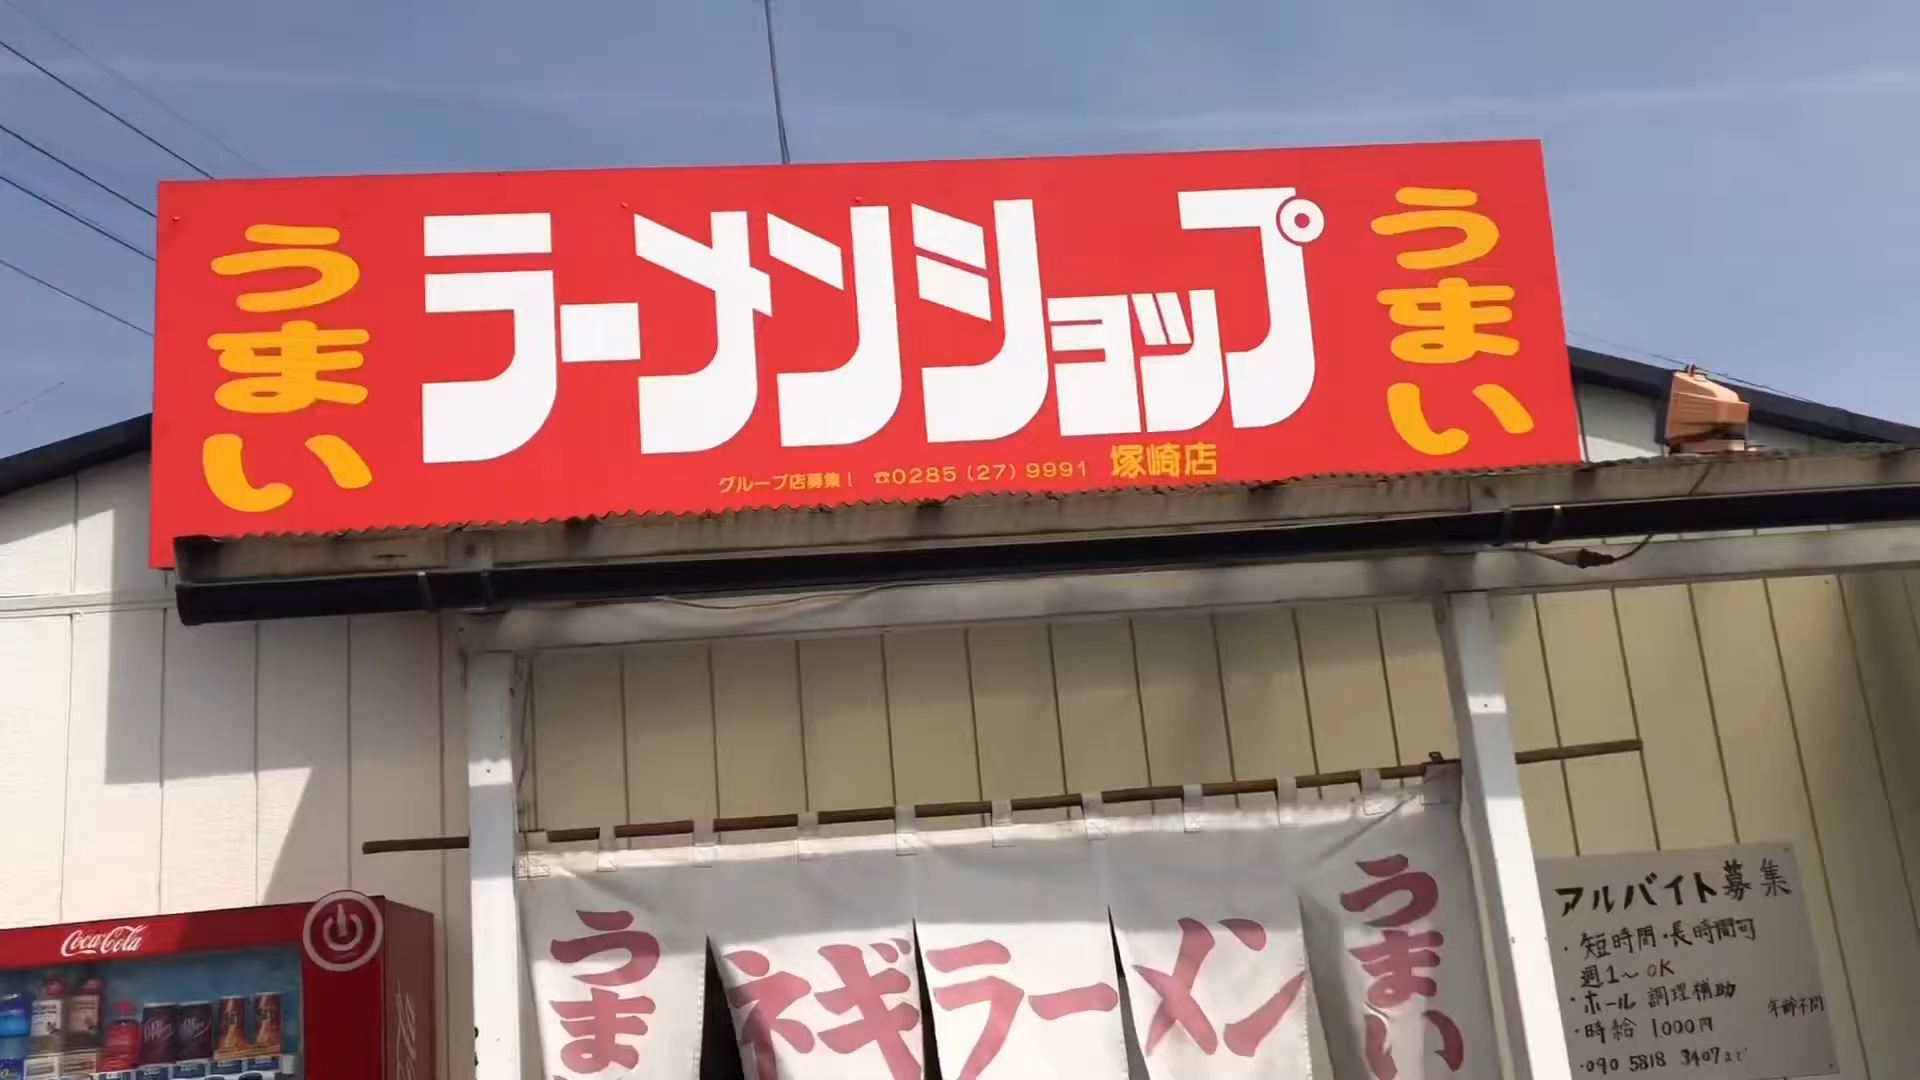 うまい
ラーメンショップ
うまい
グループ店募集! ☎0285(27)9991 塚崎店
Coca-Cola
うま
ネギラーメン
うまい
アルバイト募集
・短時間・長時間可
週1~OK
・ホール 調理補助
年齢不問
・時給 1000円
・090 5818 3407まで